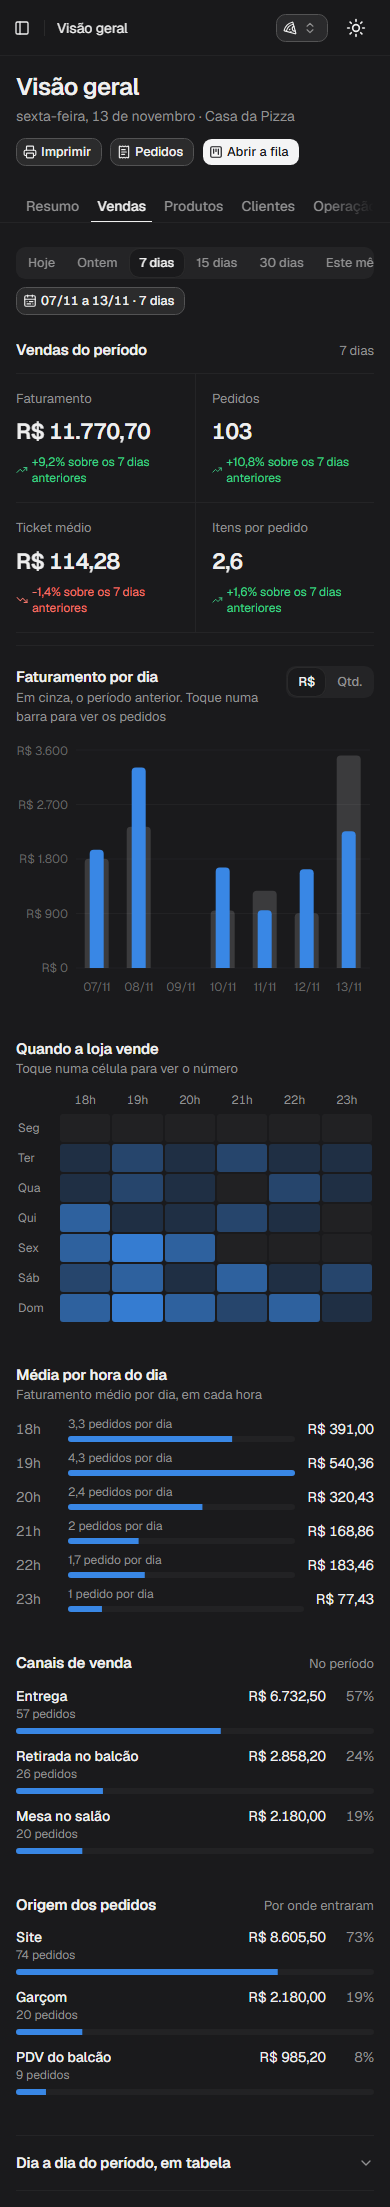 Visão geral
Visão geral
sexta-feira, 13 de novembro · Casa da Pizza
Imprimir Pedidos Abrir a fila
Resumo Vendas Produtos Clientes Operaçã
Hoje Ontem 7 dias 15 dias 30 dias Este mê
07/11 a 13/11 · 7 dias
Vendas do período 7 dias
Faturamento Pedidos
R$ 11.770,70 103
+9,2% sobre os 7 dias anteriores +10,8% sobre os 7 dias anteriores
Ticket médio Itens por pedido
R$ 114,28 2,6
-1,4% sobre os 7 dias anteriores +1,6% sobre os 7 dias anteriores
Faturamento por dia R$ Qtd.
Em cinza, o período anterior. Toque numa
barra para ver os pedidos
R$ 3.600
R$ 2.700
R$ 1.800
R$ 900
R$ 0
07/11 08/11 09/11 10/11 11/11 12/11 13/11
Quando a loja vende
Toque numa célula para ver o número
18h 19h 20h 21h 22h 23h
Seg
Ter
Qua
Qui
Sex
Sáb
Dom
Média por hora do dia
Faturamento médio por dia, em cada hora
18h 3,3 pedidos por dia R$ 391,00
19h 4,3 pedidos por dia R$ 540,36
20h 2,4 pedidos por dia R$ 320,43
21h 2 pedidos por dia R$ 168,86
22h 1,7 pedido por dia R$ 183,46
23h 1 pedido por dia R$ 77,43
Canais de venda No período
Entrega R$ 6.732,50 57%
57 pedidos
Retirada no balcão R$ 2.858,20 24%
26 pedidos
Mesa no salão R$ 2.180,00 19%
20 pedidos
Origem dos pedidos Por onde entraram
Site R$ 8.605,50 73%
74 pedidos
Garçom R$ 2.180,00 19%
20 pedidos
PDV do balcão R$ 985,20 8%
9 pedidos
Dia a dia do período, em tabela